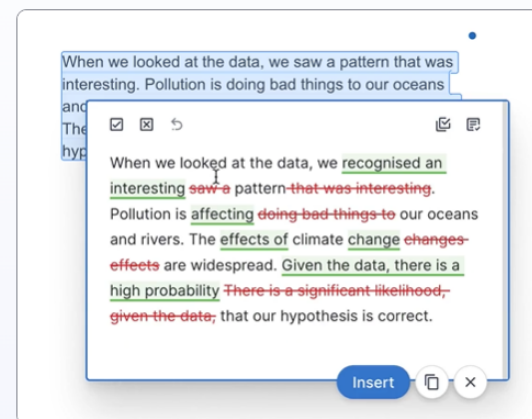 When we looked at the data, we saw a pattern that was
interesting. Pollution is doing bad things to our oceans
and
The
hyp
When we looked at the data, we recognised an
interesting saw a pattern that was interesting.
Pollution is affecting doing bad things to our oceans
and rivers. The effects of climate change changes
effects are widespread. Given the data, there is a
high probability There is a significant likelihood,
given the data, that our hypothesis is correct.
Insert